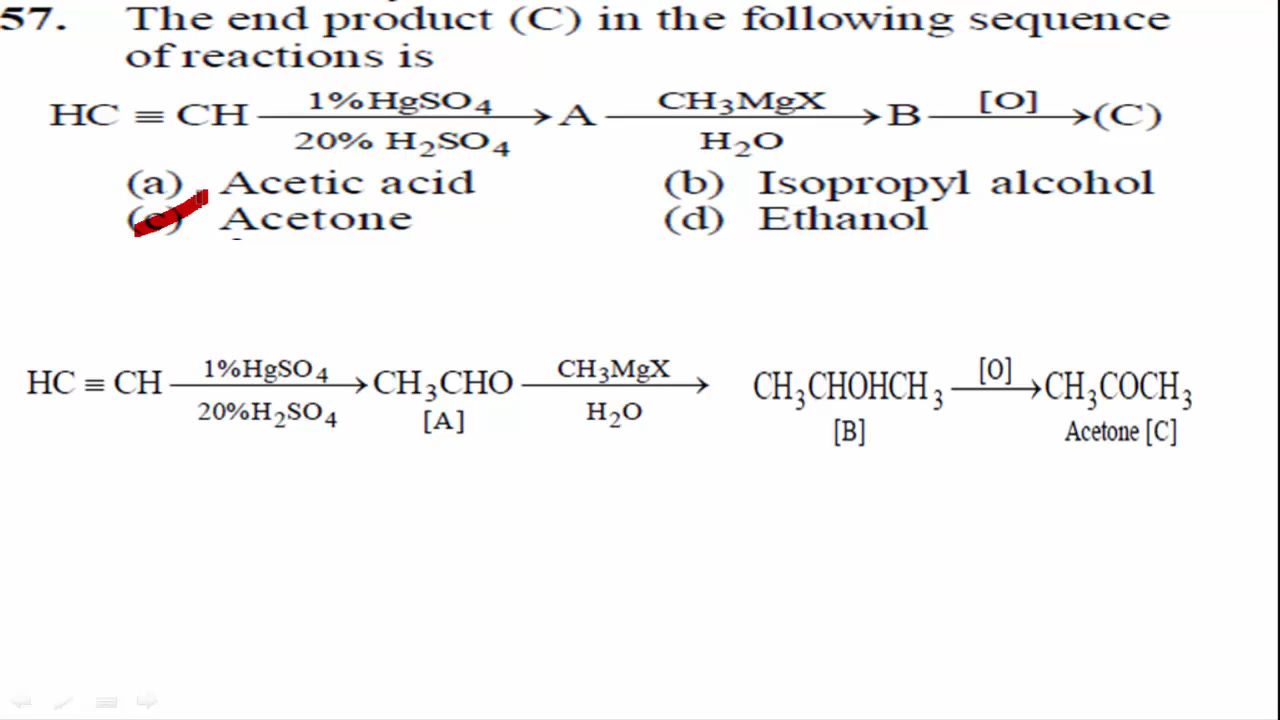 57. The end product (C) in the following sequence
of reactions is
HC ≡ CH 1%HgSO₄ / 20% H₂SO₄ → A CH₃MgX / H₂O → B [O] → (C)
(a) Acetic acid (b) Isopropyl alcohol
(c) Acetone (d) Ethanol
HC ≡ CH 1%HgSO₄ / 20%H₂SO₄ → CH₃CHO CH₃MgX / H₂O → CH₃CHOHCH₃ [O] → CH₃COCH₃
[A] [B] Acetone [C]